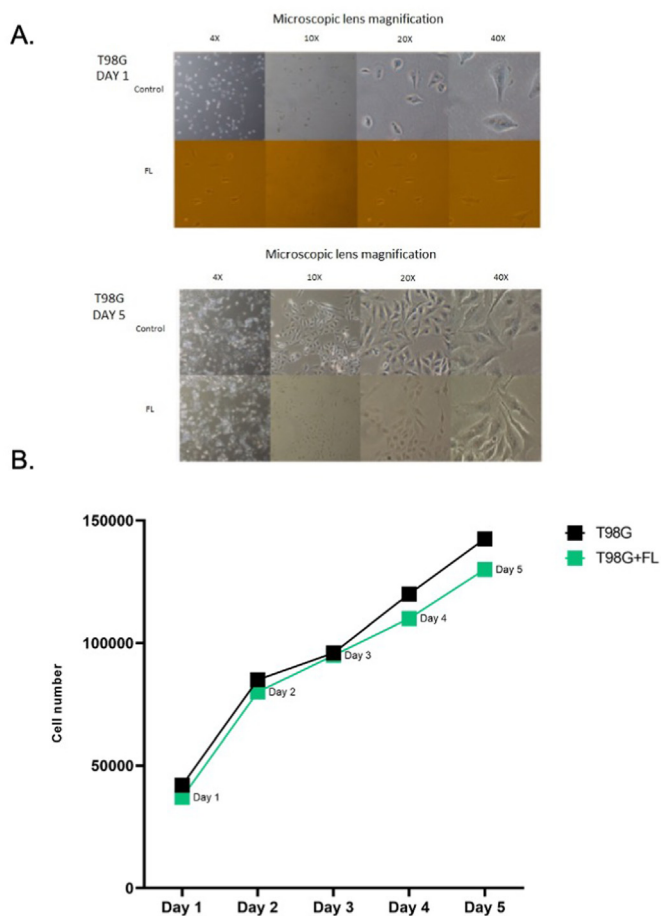 A.
Microscopic lens magnification
4X 10X 20X 40X
T98G
DAY 1
Control
FL
Microscopic lens magnification
4X 10X 20X 40X
T98G
DAY 5
Control
FL
B.
150000
100000
50000
0
Cell number
T98G
T98G+FL
Day 5
Day 4
Day 3
Day 2
Day 1
Day 1 Day 2 Day 3 Day 4 Day 5